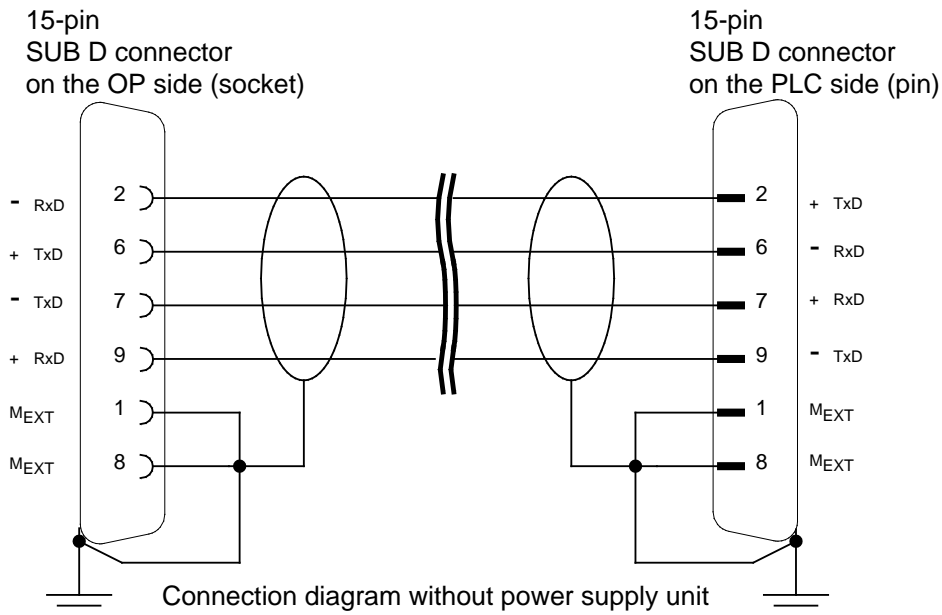 15-pin
SUB D connector
on the OP side (socket)
15-pin
SUB D connector
on the PLC side (pin)
- RxD 2 2 + TxD
+ TxD 6 6 - RxD
- TxD 7 7 + RxD
+ RxD 9 9 - TxD
MEXT 1 1 MEXT
MEXT 8 8 MEXT
Connection diagram without power supply unit